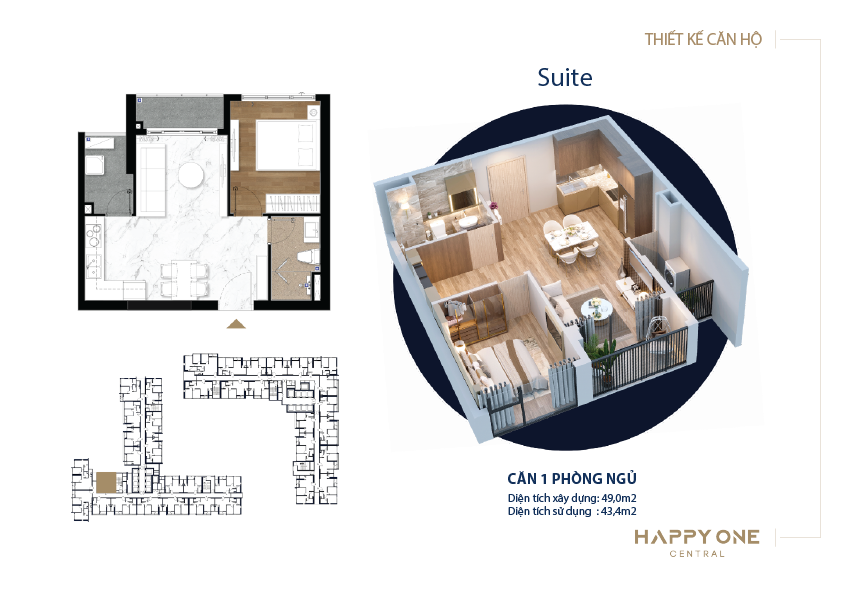 THIẾT KẾ CĂN HỘ
Suite
CĂN 1 PHÒNG NGỦ
Diện tích xây dựng: 49,0m2
Diện tích sử dụng : 43,4m2
HAPPY ONE
CENTRAL